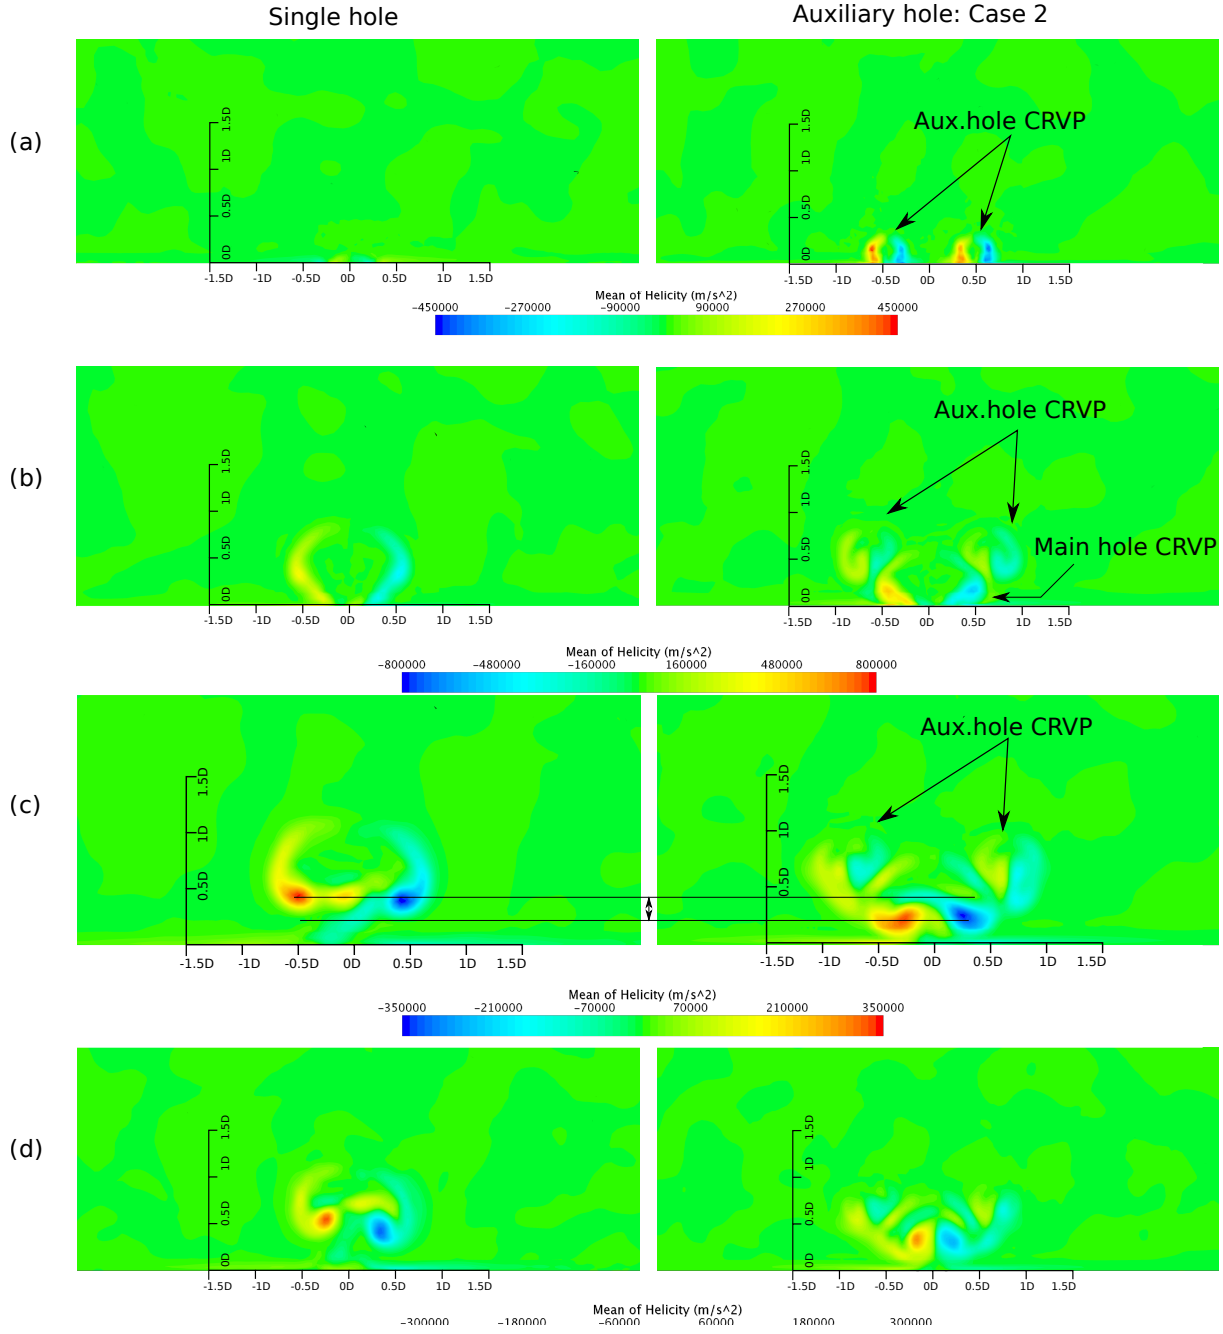 Single hole
Auxiliary hole: Case 2
(a)
1.5D
1D
0.5D
0D
-1.5D -1D -0.5D 0D 0.5D 1D 1.5D
Aux.hole CRVP
1.5D
1D
0.5D
0D
-1.5D -1D -0.5D 0D 0.5D 1D 1.5D
Mean of Helicity (m/s^2)
-450000 -270000 -90000 90000 270000 450000
(b)
1.5D
1D
0.5D
0D
-1.5D -1D -0.5D 0D 0.5D 1D 1.5D
Aux.hole CRVP
Main hole CRVP
1.5D
1D
0.5D
0D
-1.5D -1D -0.5D 0D 0.5D 1D 1.5D
Mean of Helicity (m/s^2)
-800000 -480000 -160000 160000 480000 800000
(c)
1.5D
1D
0.5D
-1.5D -1D -0.5D 0D 0.5D 1D 1.5D
Aux.hole CRVP
1.5D
1D
0.5D
-1.5D -1D -0.5D 0D 0.5D 1D 1.5D
Mean of Helicity (m/s^2)
-350000 -210000 -70000 70000 210000 350000
(d)
1.5D
1D
0.5D
0D
-1.5D -1D -0.5D 0D 0.5D 1D 1.5D
1.5D
1D
0.5D
0D
-1.5D -1D -0.5D 0D 0.5D 1D 1.5D
Mean of Helicity (m/s^2)
-300000 -180000 -60000 60000 180000 300000